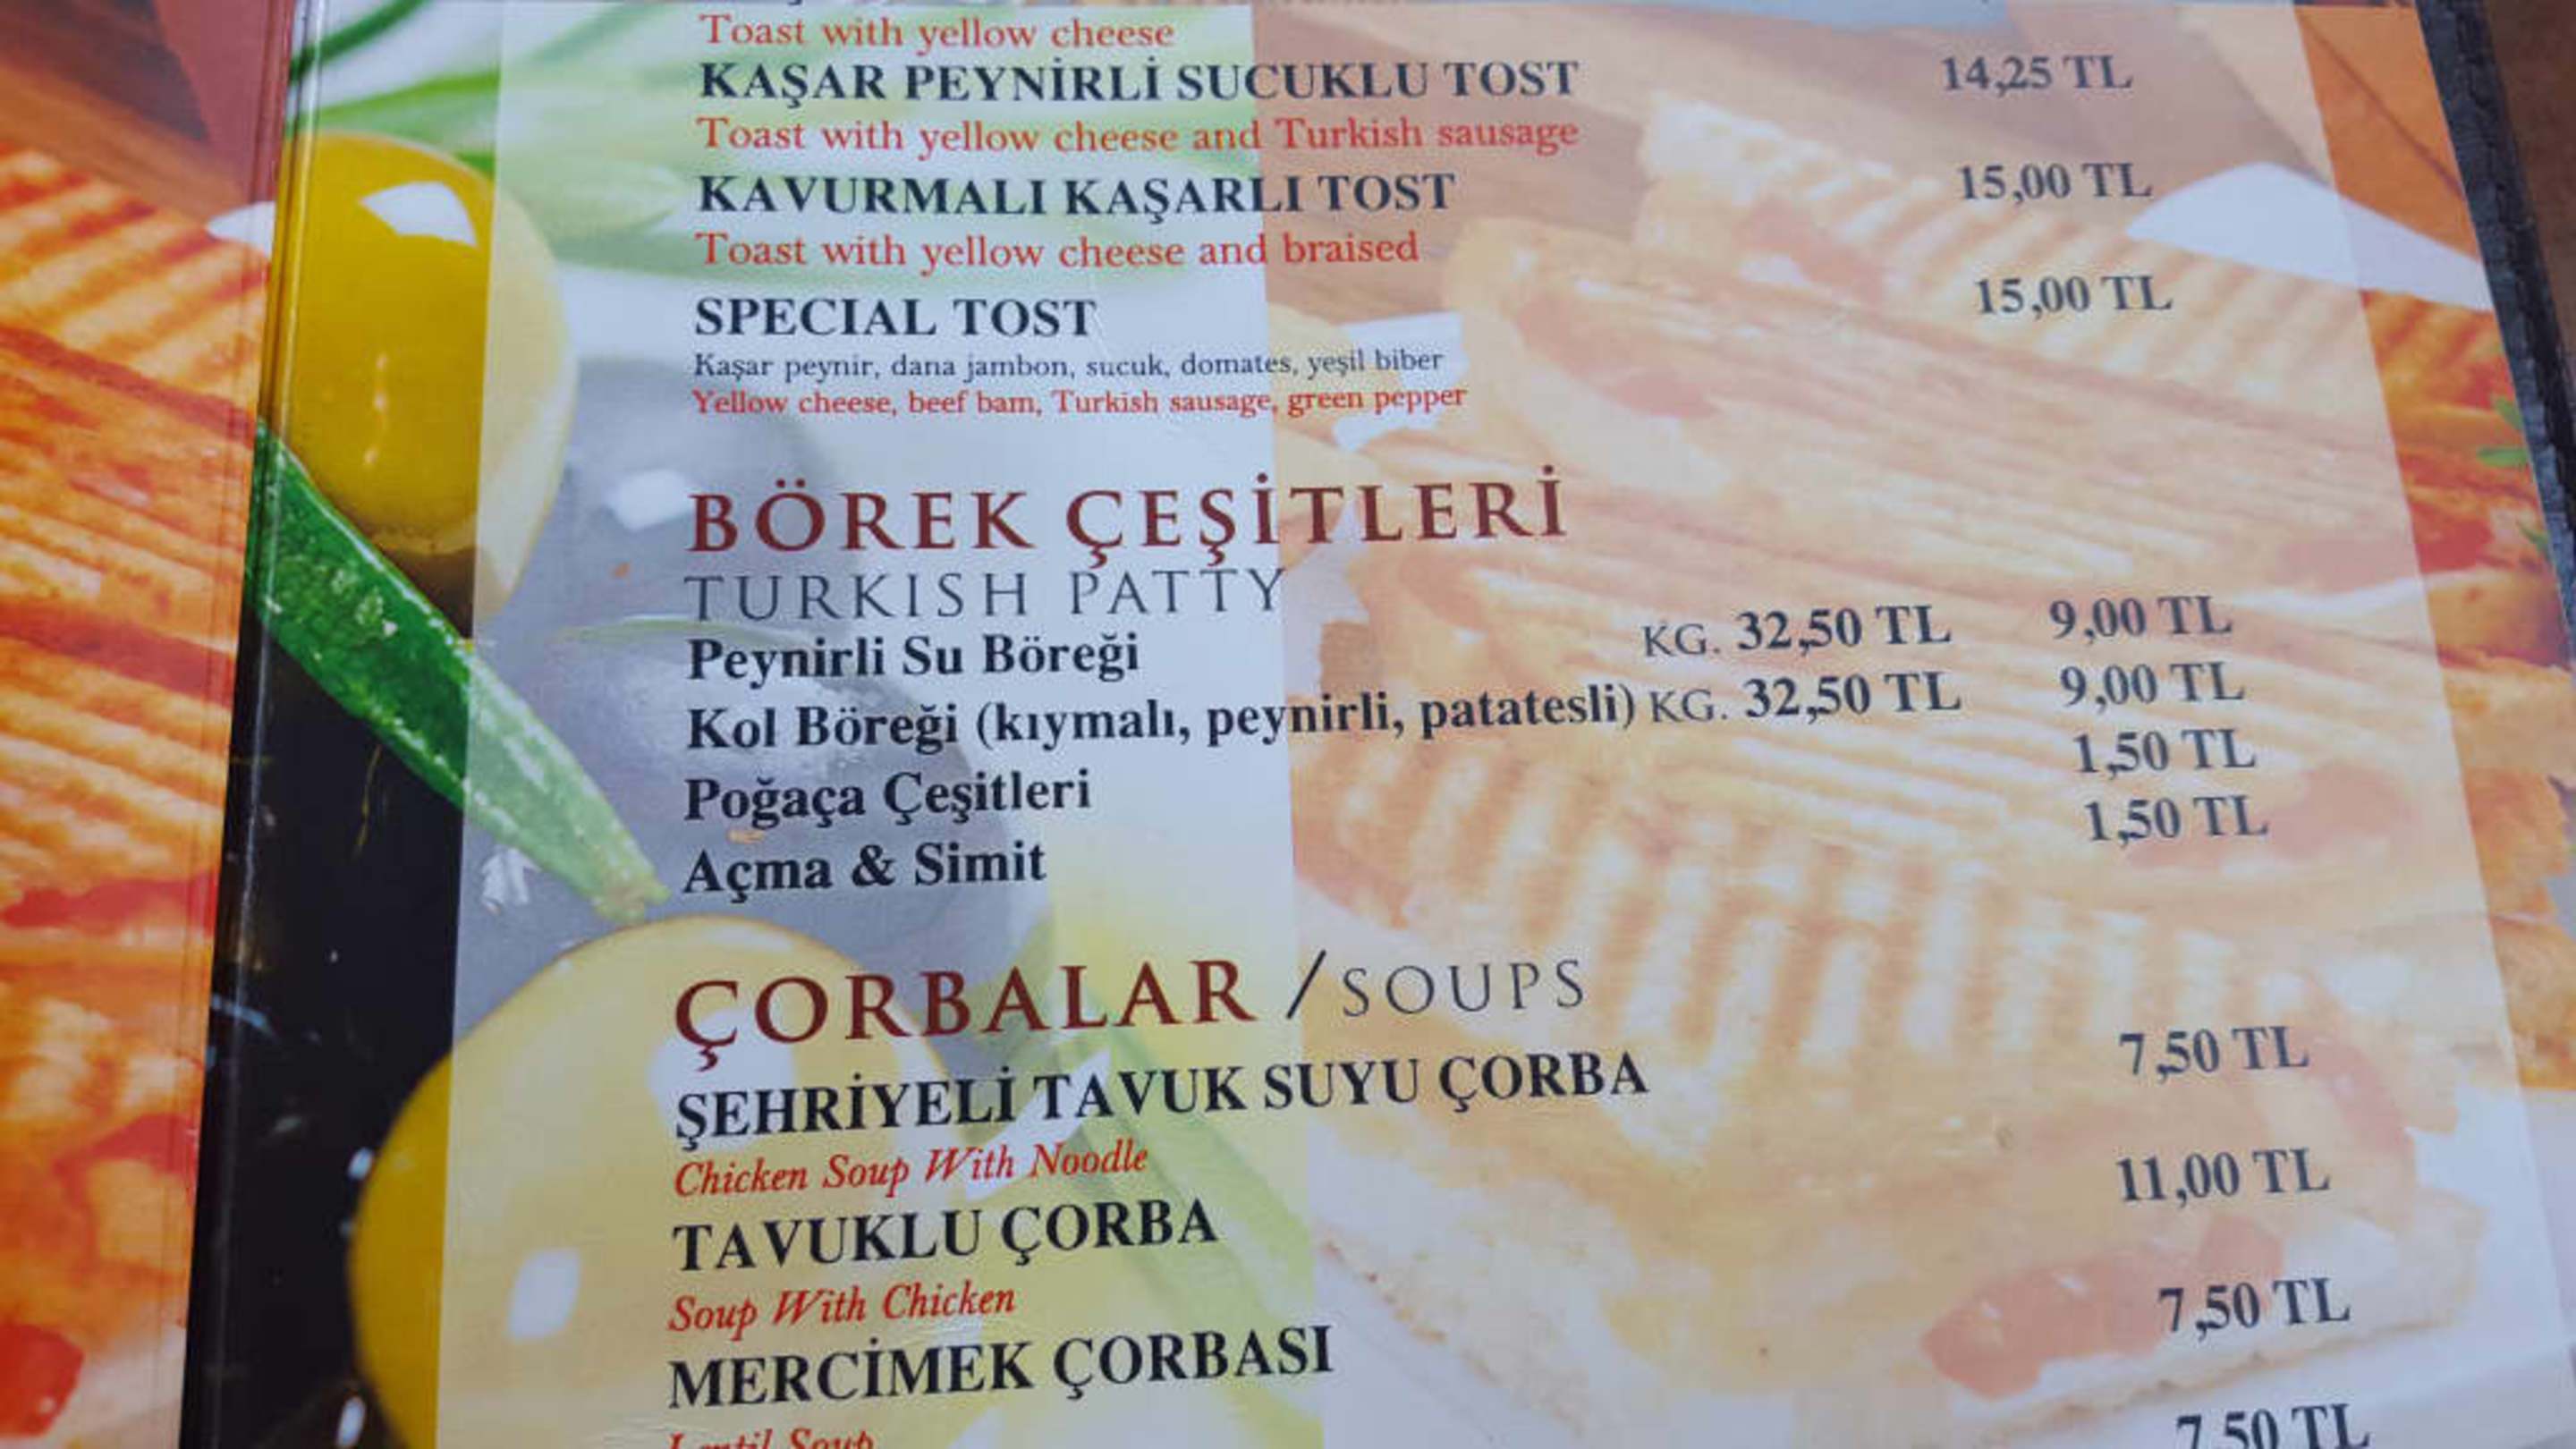 Toast with yellow cheese
KAŞAR PEYNİRLİ SUCUKLU TOST 14,25 TL
Toast with yellow cheese and Turkish sausage
KAVURMALI KAŞARLI TOST 15,00 TL
Toast with yellow cheese and braised
SPECIAL TOST 15,00 TL
Kaşar peynir, dana jambon, sucuk, domates, yeşil biber
Yellow cheese, beef bam, Turkish sausage, green pepper
BÖREK ÇEŞİTLERİ
TURKISH PATTY
Peynirli Su Böreği KG. 32,50 TL 9,00 TL
Kol Böreği (kıymalı, peynirli, patatesli) KG. 32,50 TL 9,00 TL
Poğaça Çeşitleri 1,50 TL
Açma & Simit 1,50 TL
ÇORBALAR / SOUPS
ŞEHRİYELİ TAVUK SUYU ÇORBA 7,50 TL
Chicken Soup With Noodle
TAVUKLU ÇORBA 11,00 TL
Soup With Chicken
MERCİMEK ÇORBASI 7,50 TL
Lentil Soup
7,50 TL